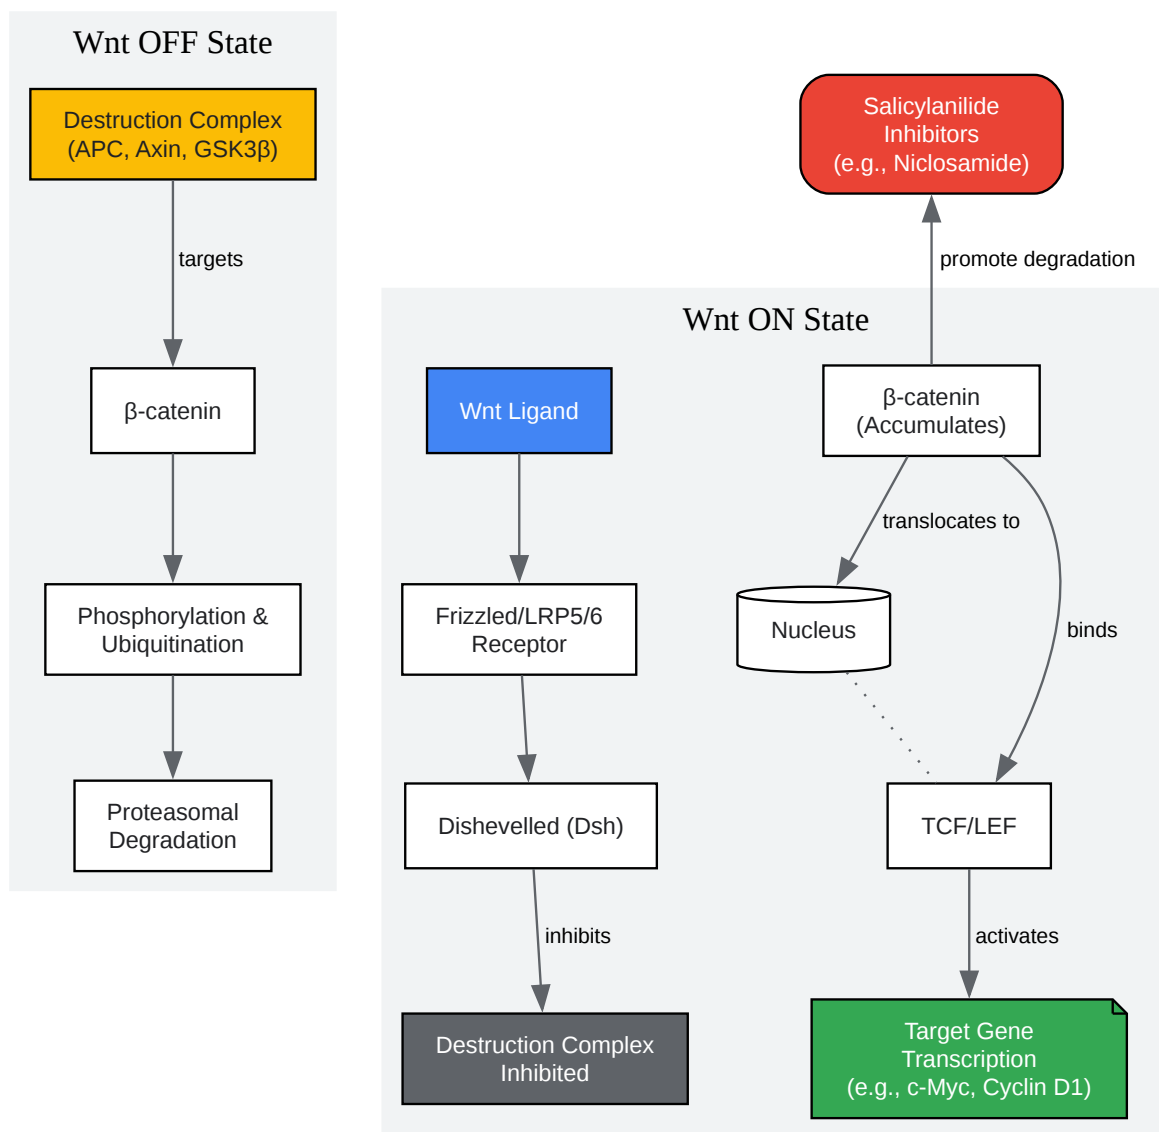 Wnt OFF State
Destruction Complex
(APC, Axin, GSK3β)
targets
β-catenin
Phosphorylation &
Ubiquitination
Proteasomal
Degradation
Salicylanilide
Inhibitors
(e.g., Niclosamide)
promote degradation
Wnt ON State
Wnt Ligand
Frizzled/LRP5/6
Receptor
Dishevelled (Dsh)
inhibits
Destruction Complex
Inhibited
β-catenin
(Accumulates)
translocates to
Nucleus
binds
TCF/LEF
activates
Target Gene
Transcription
(e.g., c-Myc, Cyclin D1)